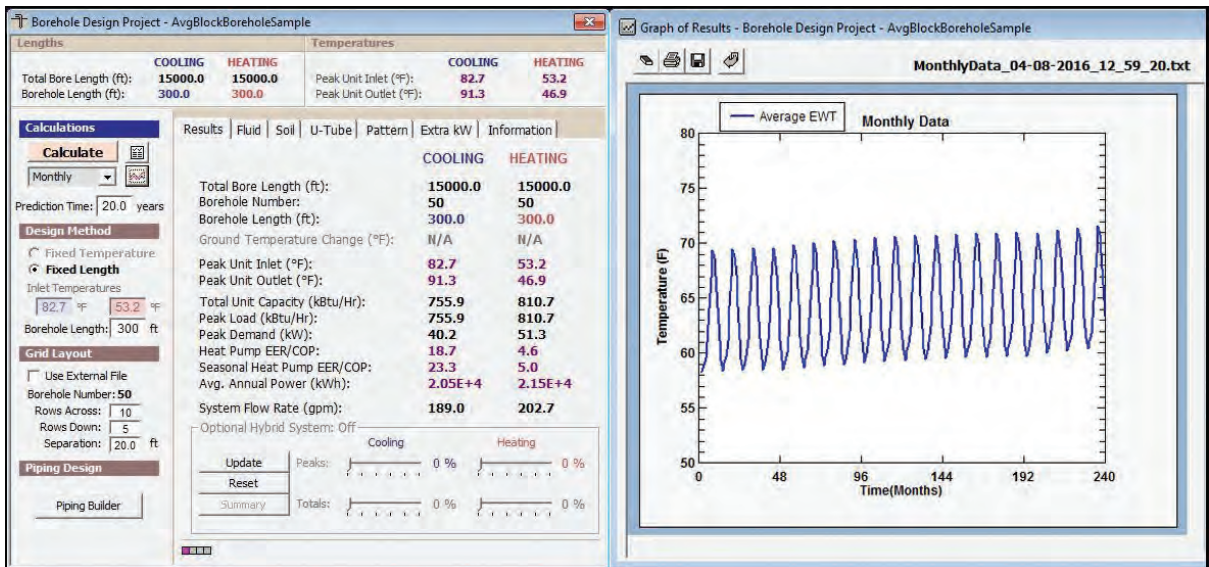 Borehole Design Project - AvgBlockBoreholeSample
Lengths
Temperatures
COOLING HEATING
Total Bore Length (ft): 15000.0 15000.0
Borehole Length (ft): 300.0 300.0
COOLING HEATING
Peak Unit Inlet (°F): 82.7 53.2
Peak Unit Outlet (°F): 91.3 46.9
Calculations
Calculate
Monthly
Prediction Time: 20.0 years
Design Method
Fixed Temperature
Fixed Length
Inlet Temperatures
82.7 °F 53.2 °F
Borehole Length: 300 ft
Grid Layout
Use External File
Borehole Number: 50
Rows Across: 10
Rows Down: 5
Separation: 20.0 ft
Piping Design
Piping Builder
Results Fluid Soil U-Tube Pattern Extra kW Information
COOLING HEATING
Total Bore Length (ft): 15000.0 15000.0
Borehole Number: 50 50
Borehole Length (ft): 300.0 300.0
Ground Temperature Change (°F): N/A N/A
Peak Unit Inlet (°F): 82.7 53.2
Peak Unit Outlet (°F): 91.3 46.9
Total Unit Capacity (kBtu/Hr): 755.9 810.7
Peak Load (kBtu/Hr): 755.9 810.7
Peak Demand (kW): 40.2 51.3
Heat Pump EER/COP: 18.7 4.6
Seasonal Heat Pump EER/COP: 23.3 5.0
Avg. Annual Power (kWh): 2.05E+4 2.15E+4
System Flow Rate (gpm): 189.0 202.7
Optional Hybrid System: Off
Cooling Heating
Update Peaks: 0 % 0 %
Reset
Summary Totals: 0 % 0 %
Graph of Results - Borehole Design Project - AvgBlockBoreholeSample
MonthlyData_04-08-2016_12_59_20.txt
Average EWT
Monthly Data
Temperature (F)
80
75
70
65
60
55
50
0 48 96 144 192 240
Time(Months)